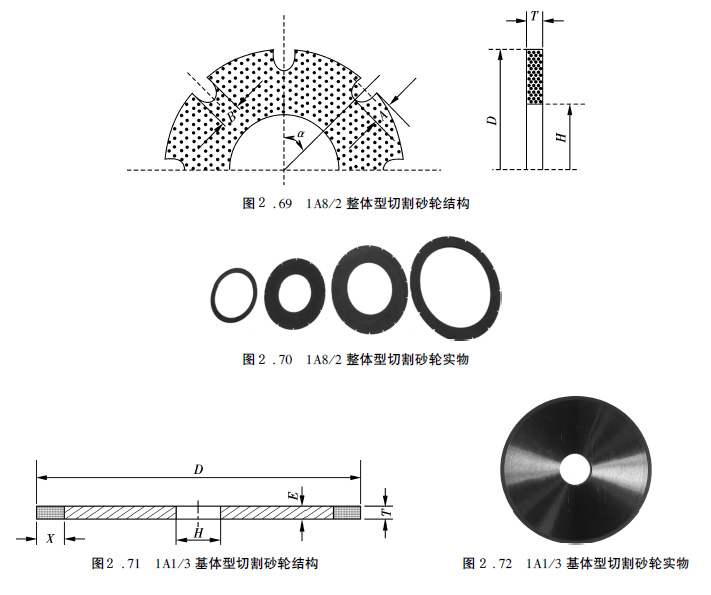 T
B
α
A
D
H
图2.69 1A8/2整体型切割砂轮结构
图2.70 1A8/2整体型切割砂轮实物
D
E
T
X
H
图2.71 1A1/3基体型切割砂轮结构
图2.72 1A1/3基体型切割砂轮实物